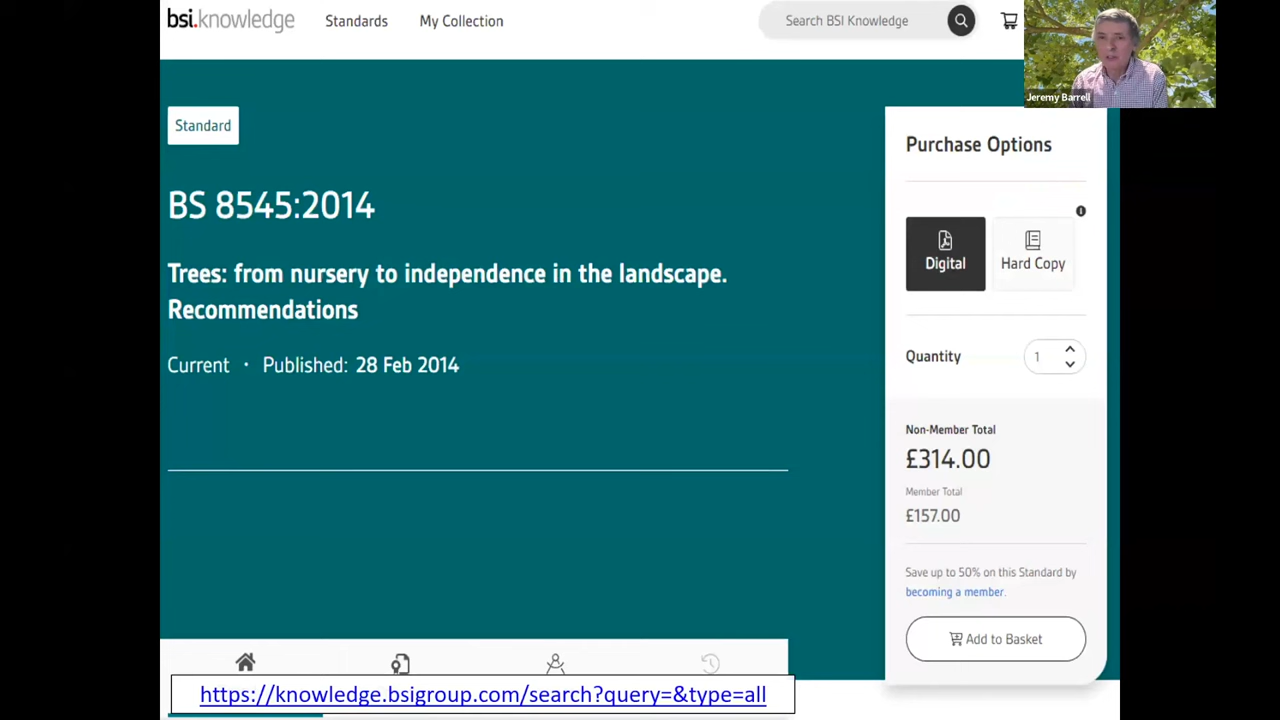 bsi.knowledge
Standards
My Collection
Search BSI Knowledge
Jeremy Barrell
Standard
BS 8545:2014
Trees: from nursery to independence in the landscape.
Recommendations
Current · Published: 28 Feb 2014
Purchase Options
Digital
Hard Copy
Quantity
1
Non-Member Total
£314.00
Member Total
£157.00
Save up to 50% on this Standard by
becoming a member.
Add to Basket
https://knowledge.bsigroup.com/search?query=&type=all